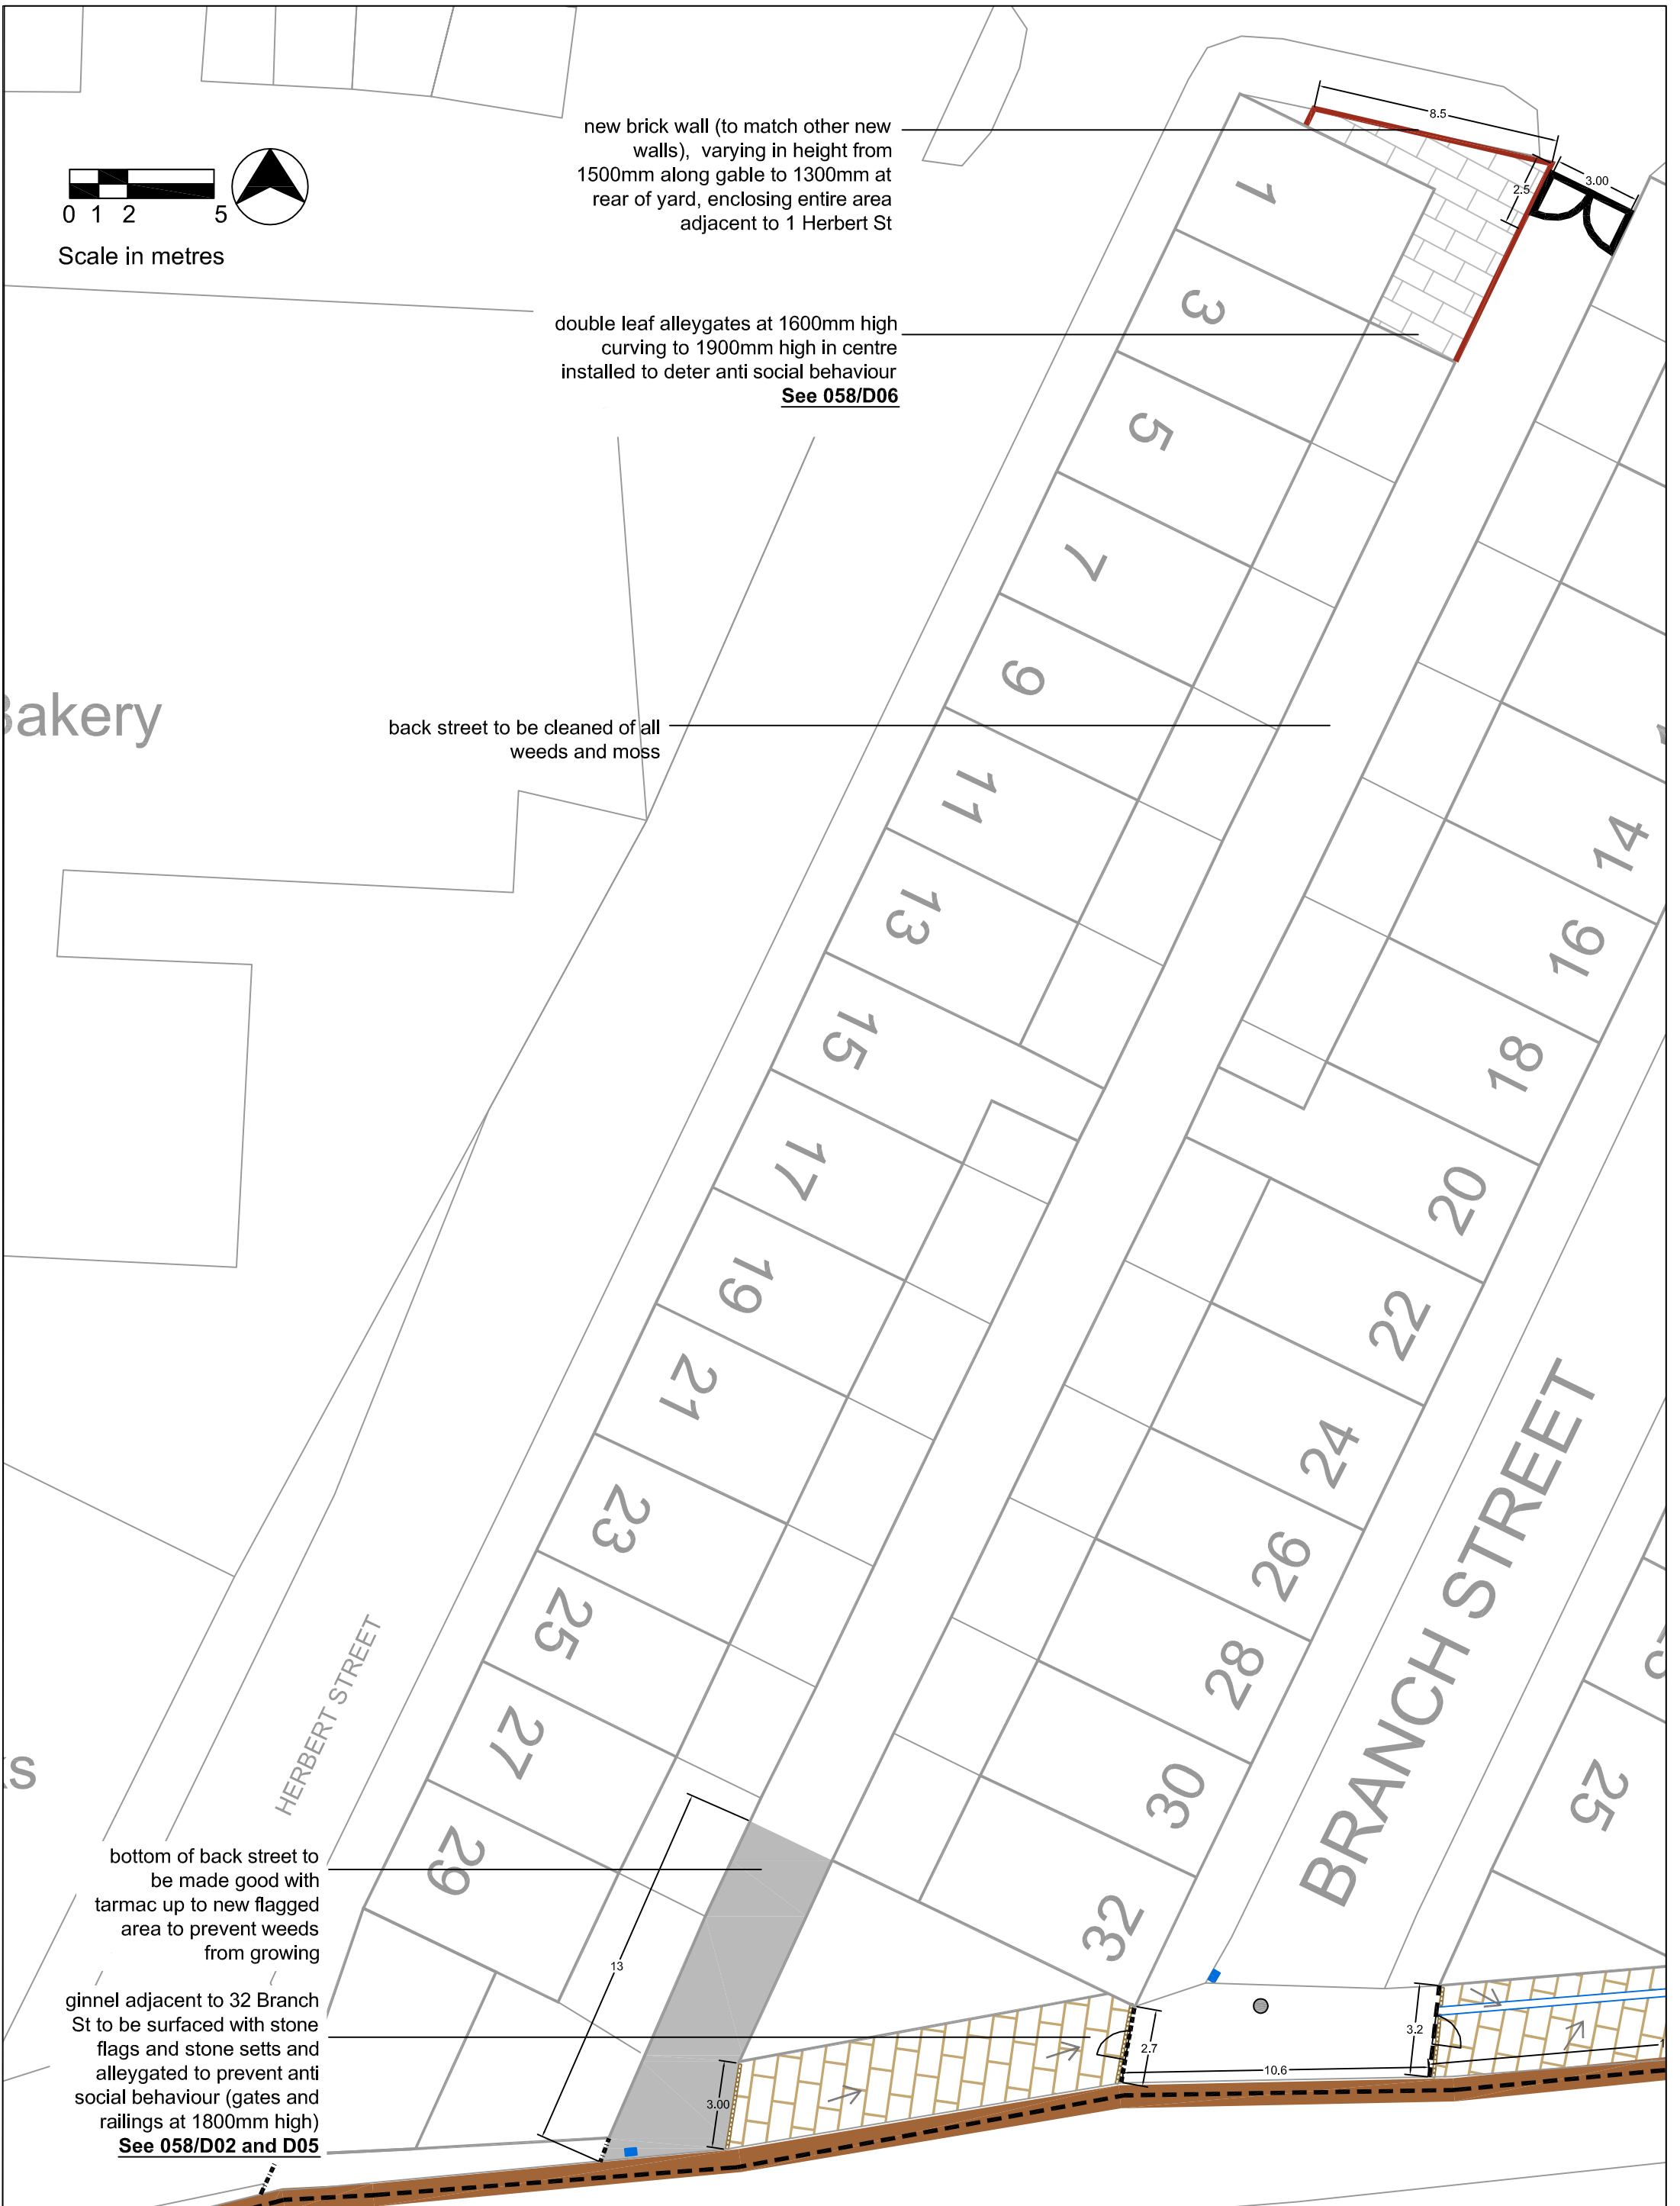 new brick wall (to match other new
walls), varying in height from
1500mm along gable to 1300mm at
rear of yard, enclosing entire area
adjacent to 1 Herbert St
8.5
2.5
3.00
0 1 2 5
Scale in metres
double leaf alleygates at 1600mm high
curving to 1900mm high in centre
installed to deter anti social behaviour
See 058/D06
1
3
5
7
9
11
13
15
17
19
21
23
25
27
29
Bakery
back street to be cleaned of all
weeds and moss
14
16
18
20
22
24
26
28
30
32
BRANCH STREET
25
HERBERT STREET
ks
bottom of back street to
be made good with
tarmac up to new flagged
area to prevent weeds
from growing
13
ginnel adjacent to 32 Branch
St to be surfaced with stone
flags and stone setts and
alleygated to prevent anti
social behaviour (gates and
railings at 1800mm high)
See 058/D02 and D05
3.00
2.7
10.6
3.2